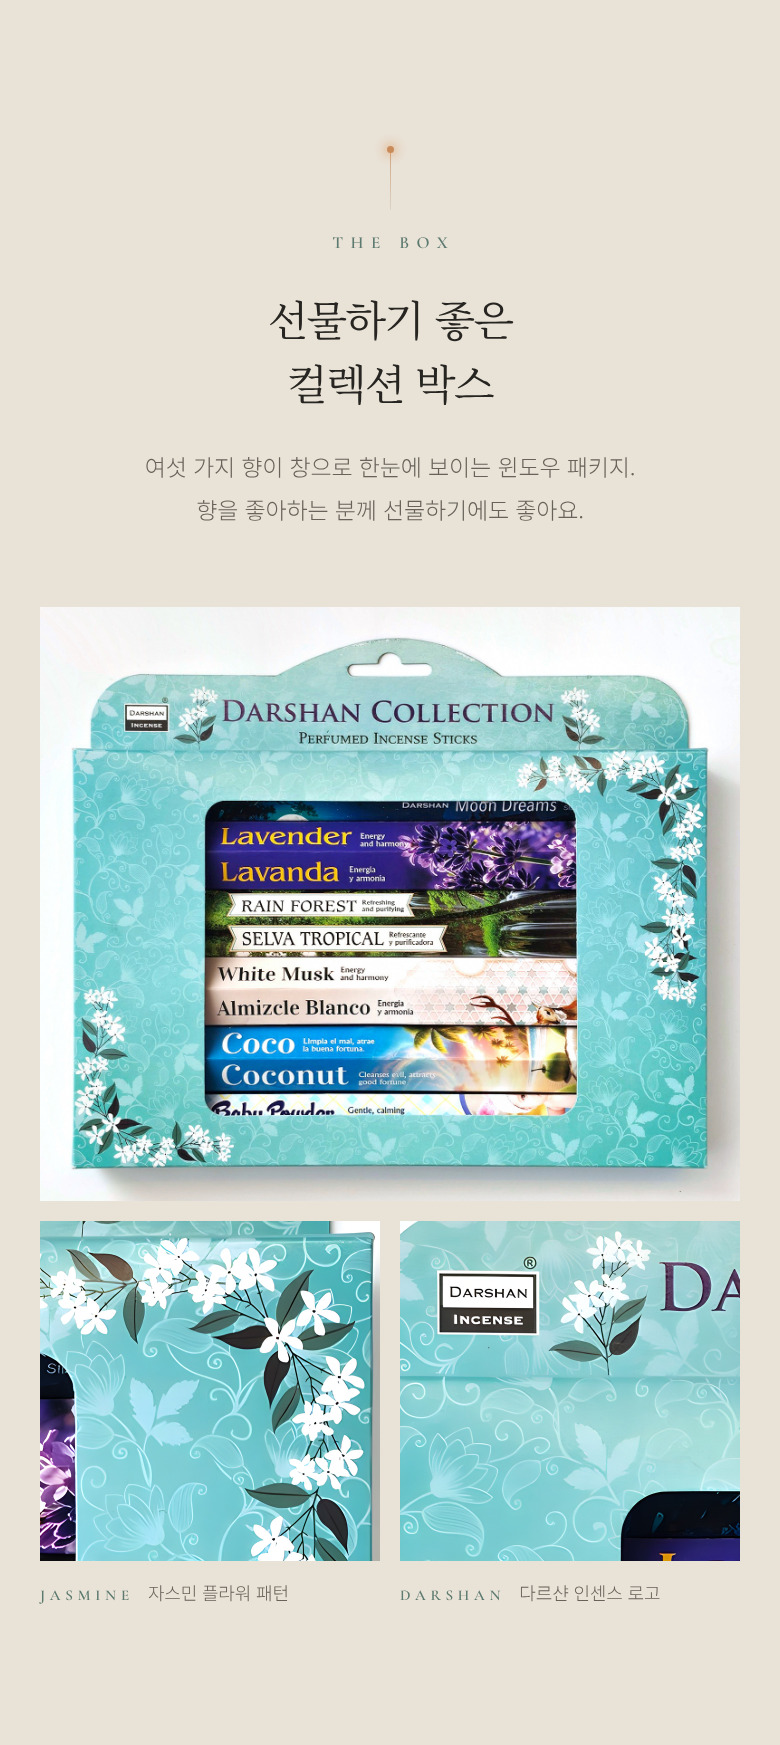 THE BOX
선물하기 좋은
컬렉션 박스
여섯 가지 향이 창으로 한눈에 보이는 윈도우 패키지.
향을 좋아하는 분께 선물하기에도 좋아요.
DARSHAN
INCENSE
®
DARSHAN COLLECTION
PERFUMED INCENSE STICKS
DARSHAN Moon Dreams
Lavender Energy and harmony
Lavanda Energía y armonía
RAIN FOREST Refreshing and purifying
SELVA TROPICAL Refrescante y purificadora
White Musk Energy and harmony
Almizcle Blanco Energía y armonía
Coco Limpia el mal, atrae la buena fortuna.
Coconut Cleanses evil, attracts good fortune
Baby Powder Gentle, calming
DARSHAN
INCENSE
®
DA
JASMINE 자스민 플라워 패턴
DARSHAN 다르샨 인센스 로고